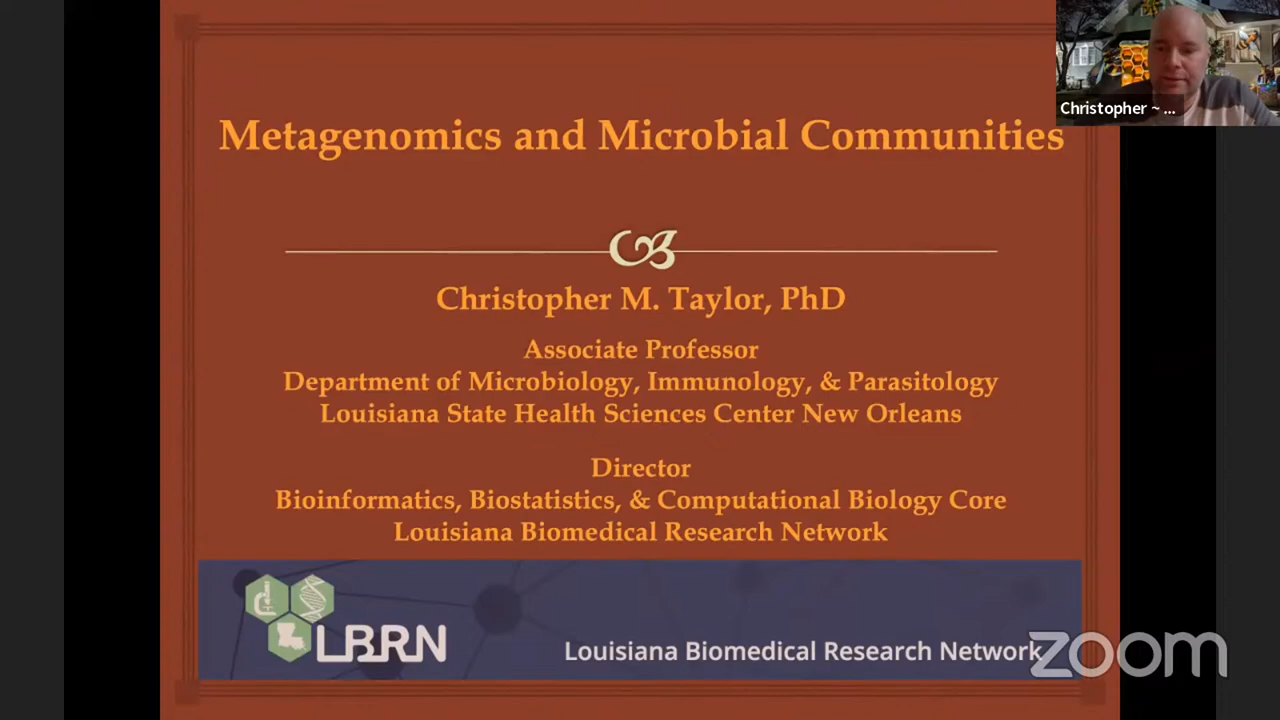 Metagenomics and Microbial Communities
Christopher ~ ...
Christopher M. Taylor, PhD
Associate Professor
Department of Microbiology, Immunology, & Parasitology
Louisiana State Health Sciences Center New Orleans
Director
Bioinformatics, Biostatistics, & Computational Biology Core
Louisiana Biomedical Research Network
LBRN
Louisiana Biomedical Research Network
zoom